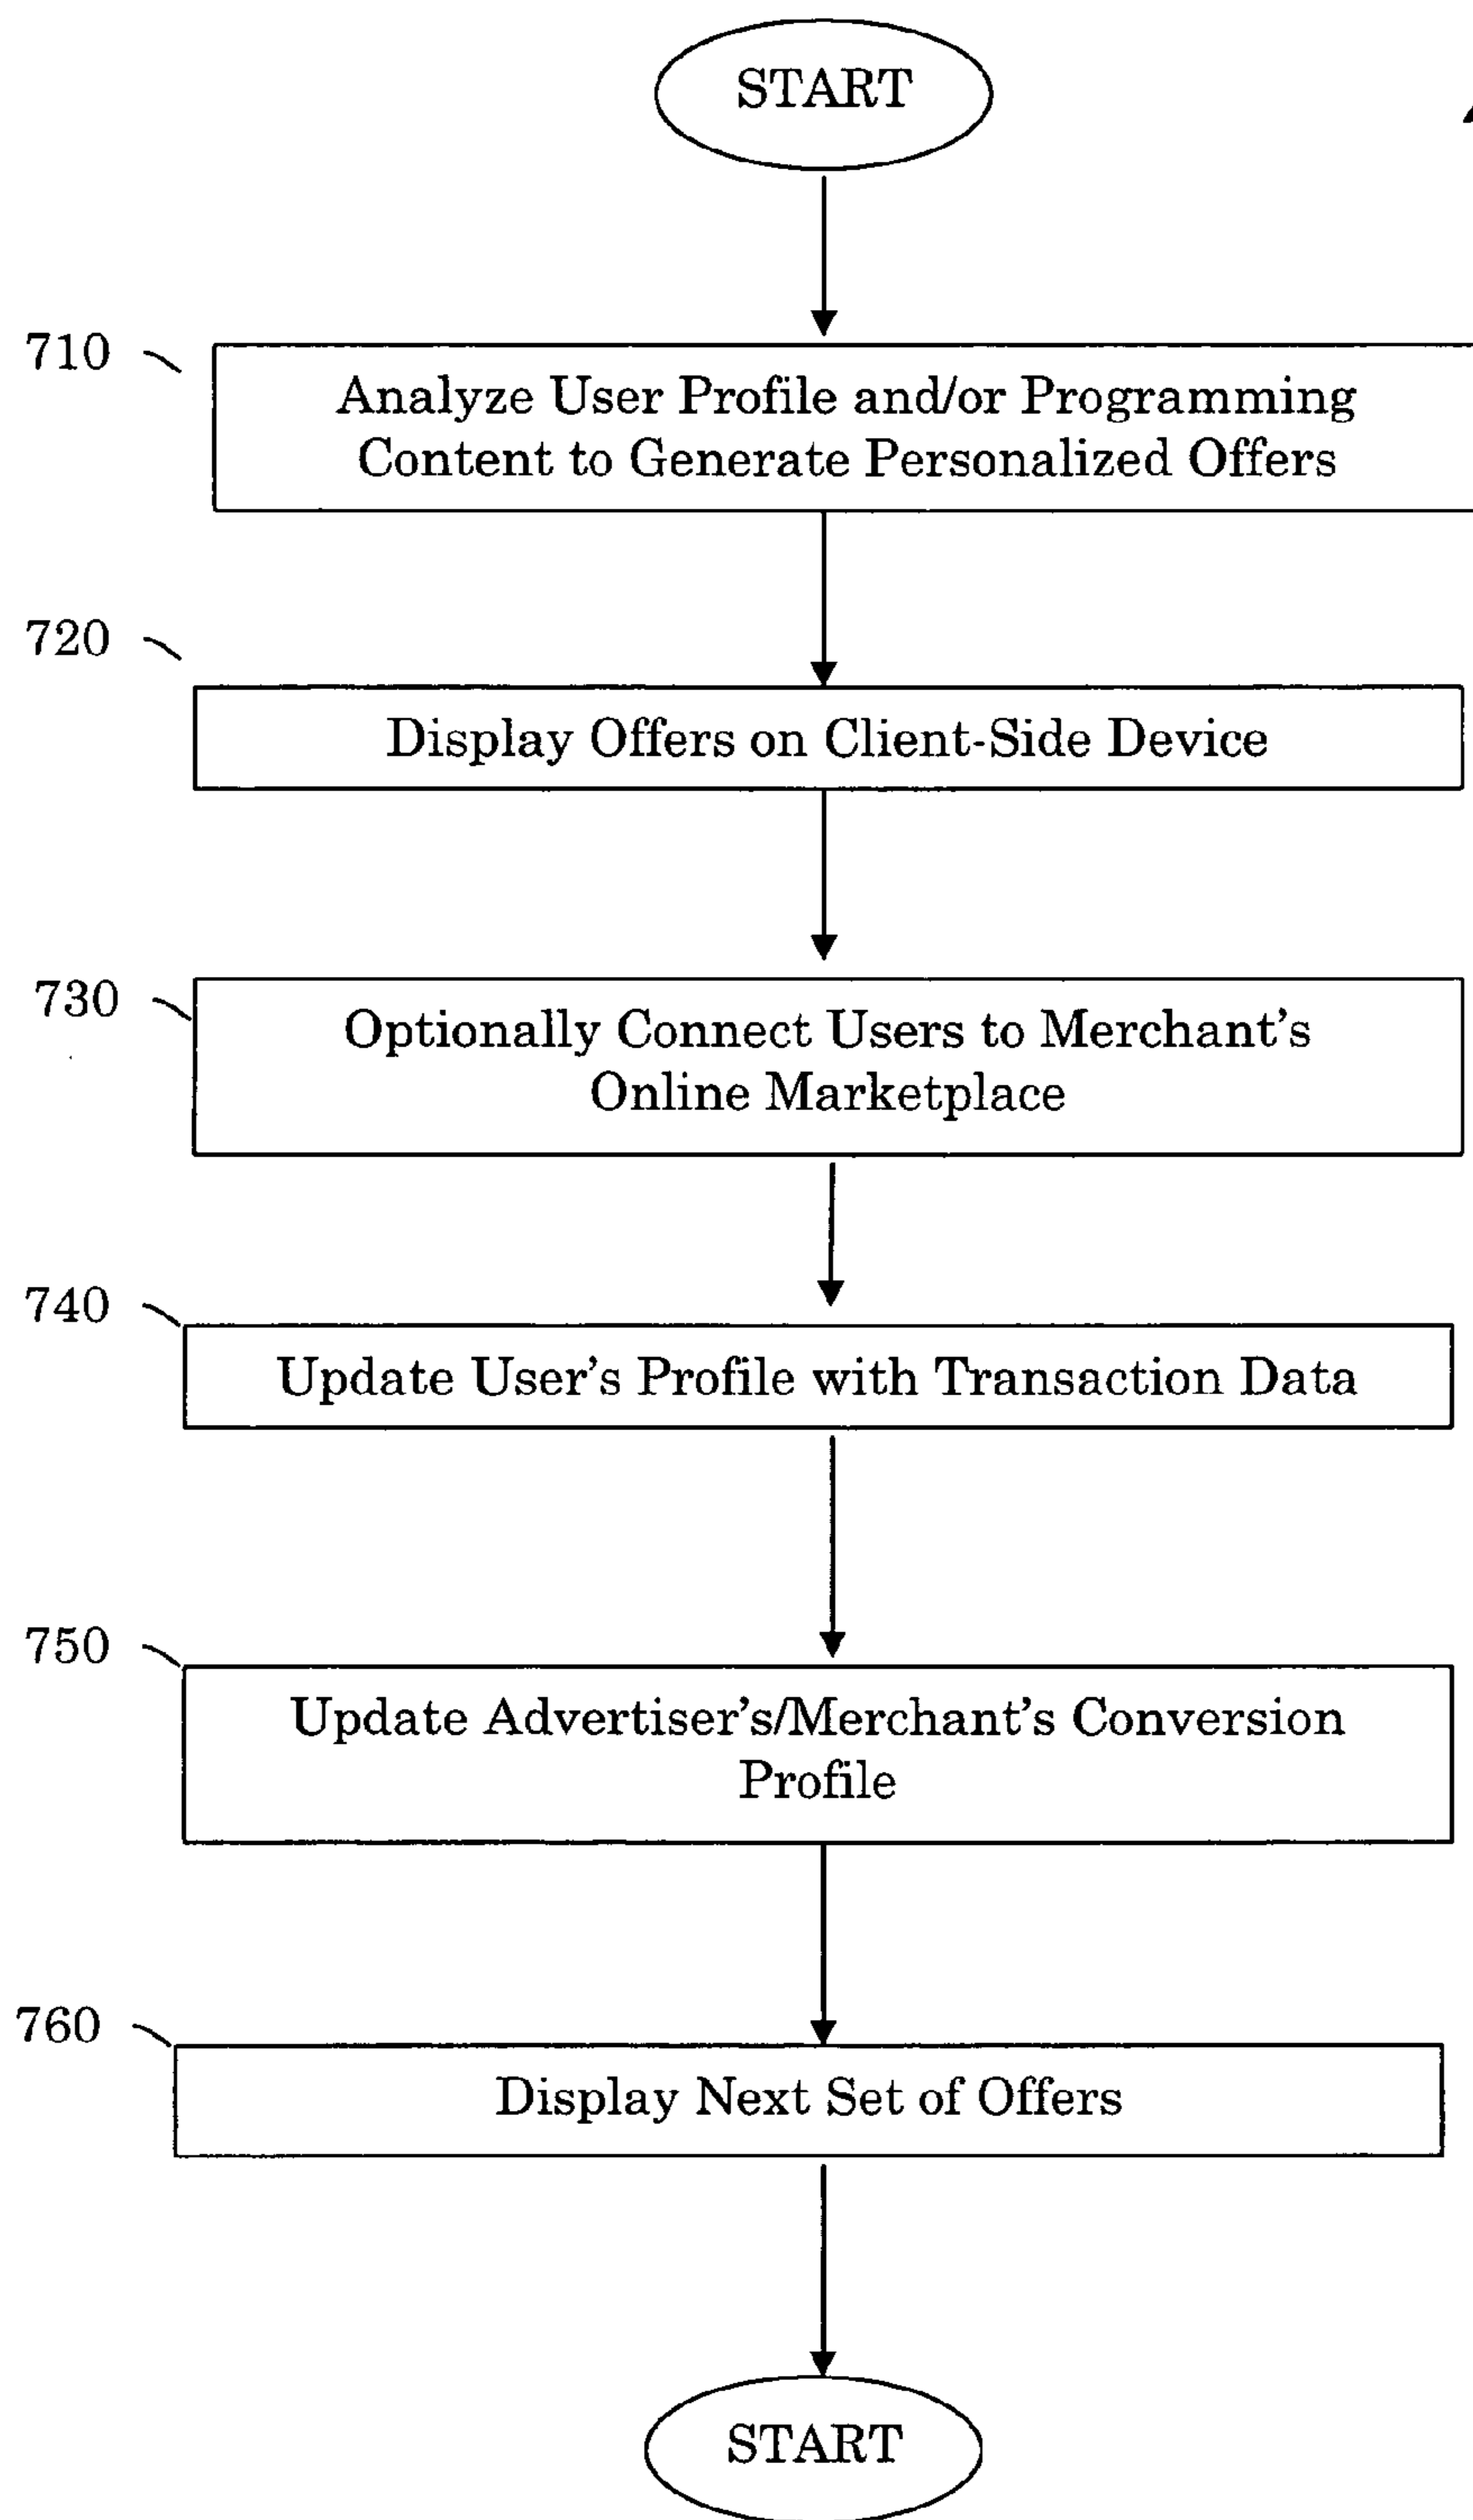 START
710
Analyze User Profile and/or Programming
Content to Generate Personalized Offers
720
Display Offers on Client-Side Device
730
Optionally Connect Users to Merchant's
Online Marketplace
740
Update User's Profile with Transaction Data
750
Update Advertiser's/Merchant's Conversion
Profile
760
Display Next Set of Offers
START